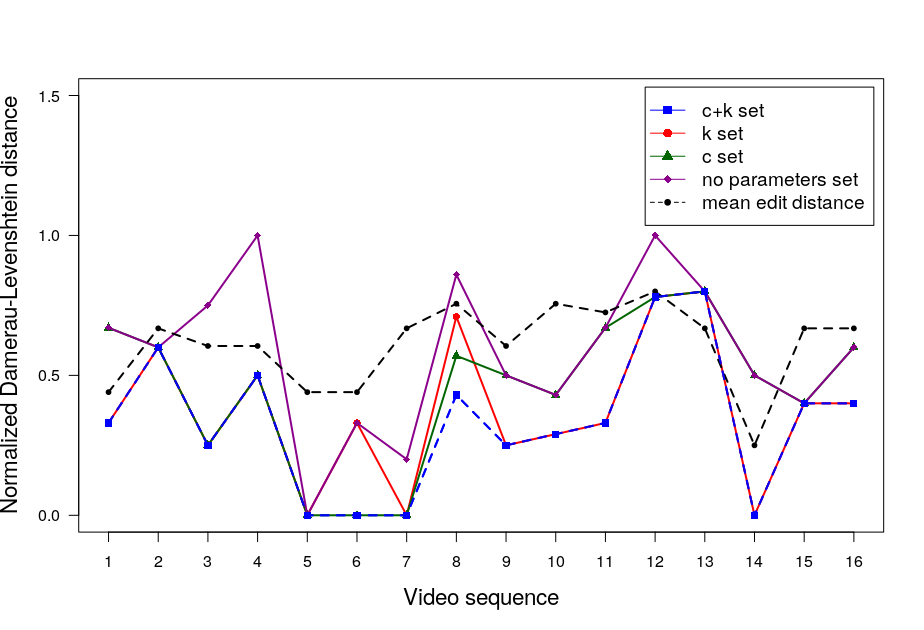 Normalized Damerau-Levenshtein distance
1.5
1.0
0.5
0.0
c+k set
k set
c set
no parameters set
mean edit distance
1 2 3 4 5 6 7 8 9 10 11 12 13 14 15 16
Video sequence